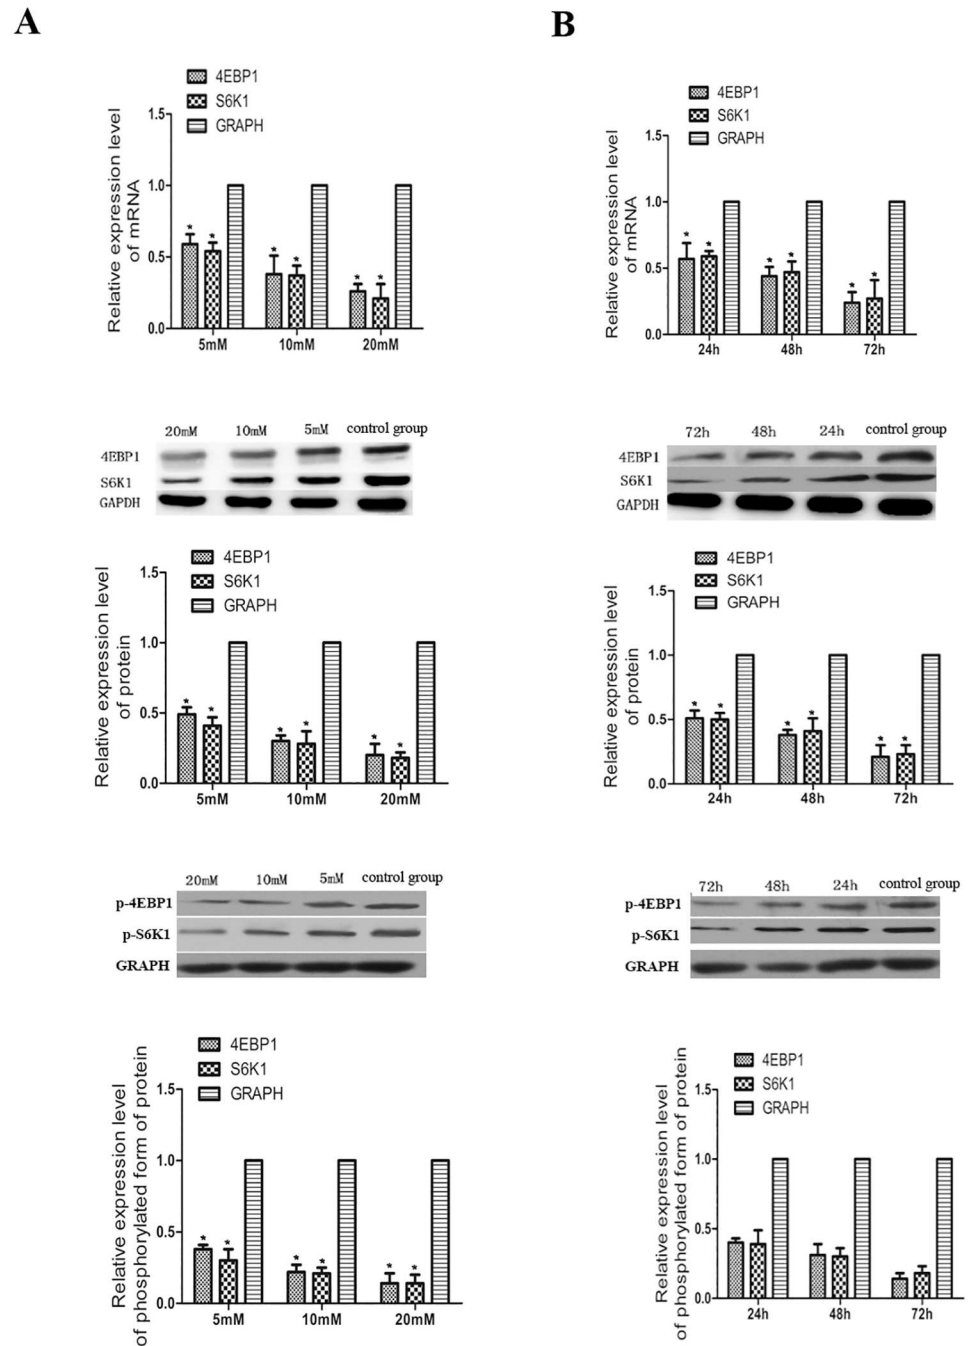 A
4EBP1
S6K1
GRAPH
Relative expression level
of mRNA
1.5
1.0
0.5
0.0
* * * * * *
5mM 10mM 20mM
20mM 10mM 5mM control group
4EBP1
S6K1
GAPDH
4EBP1
S6K1
GRAPH
Relative expression level
of protein
1.5
1.0
0.5
0.0
* * * * * *
5mM 10mM 20mM
20mM 10mM 5mM control group
p-4EBP1
p-S6K1
GRAPH
4EBP1
S6K1
GRAPH
Relative expression level
of phosphorylated form of protein
1.5
1.0
0.5
0.0
* * * * * *
5mM 10mM 20mM
B
4EBP1
S6K1
GRAPH
Relative expression level
of mRNA
1.5
1.0
0.5
0.0
* * * * * *
24h 48h 72h
72h 48h 24h control group
4EBP1
S6K1
GAPDH
4EBP1
S6K1
GRAPH
Relative expression level
of protein
1.5
1.0
0.5
0.0
* * * * * *
24h 48h 72h
72h 48h 24h control group
p-4EBP1
p-S6K1
GRAPH
4EBP1
S6K1
GRAPH
Relative expression level
of phosphorylated form of protein
1.5
1.0
0.5
0.0
24h 48h 72h